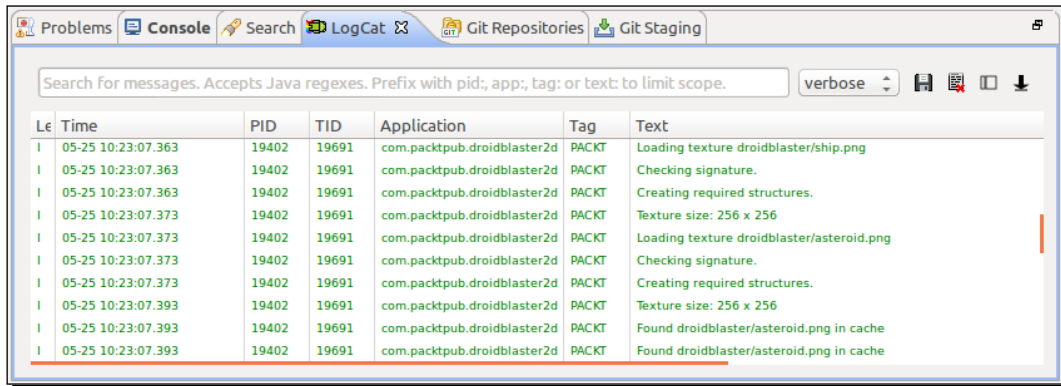 Problems Console Search LogCat Git Repositories Git Staging
Search for messages. Accepts Java regexes. Prefix with pid:, app:, tag: or text: to limit scope. verbose
Le Time PID TID Application Tag Text
I 05-25 10:23:07.363 19402 19691 com.packtpub.droidblaster2d PACKT Loading texture droidblaster/ship.png
I 05-25 10:23:07.363 19402 19691 com.packtpub.droidblaster2d PACKT Checking signature.
I 05-25 10:23:07.363 19402 19691 com.packtpub.droidblaster2d PACKT Creating required structures.
I 05-25 10:23:07.373 19402 19691 com.packtpub.droidblaster2d PACKT Texture size: 256 x 256
I 05-25 10:23:07.373 19402 19691 com.packtpub.droidblaster2d PACKT Loading texture droidblaster/asteroid.png
I 05-25 10:23:07.373 19402 19691 com.packtpub.droidblaster2d PACKT Checking signature.
I 05-25 10:23:07.373 19402 19691 com.packtpub.droidblaster2d PACKT Creating required structures.
I 05-25 10:23:07.393 19402 19691 com.packtpub.droidblaster2d PACKT Texture size: 256 x 256
I 05-25 10:23:07.393 19402 19691 com.packtpub.droidblaster2d PACKT Found droidblaster/asteroid.png in cache
I 05-25 10:23:07.393 19402 19691 com.packtpub.droidblaster2d PACKT Found droidblaster/asteroid.png in cache